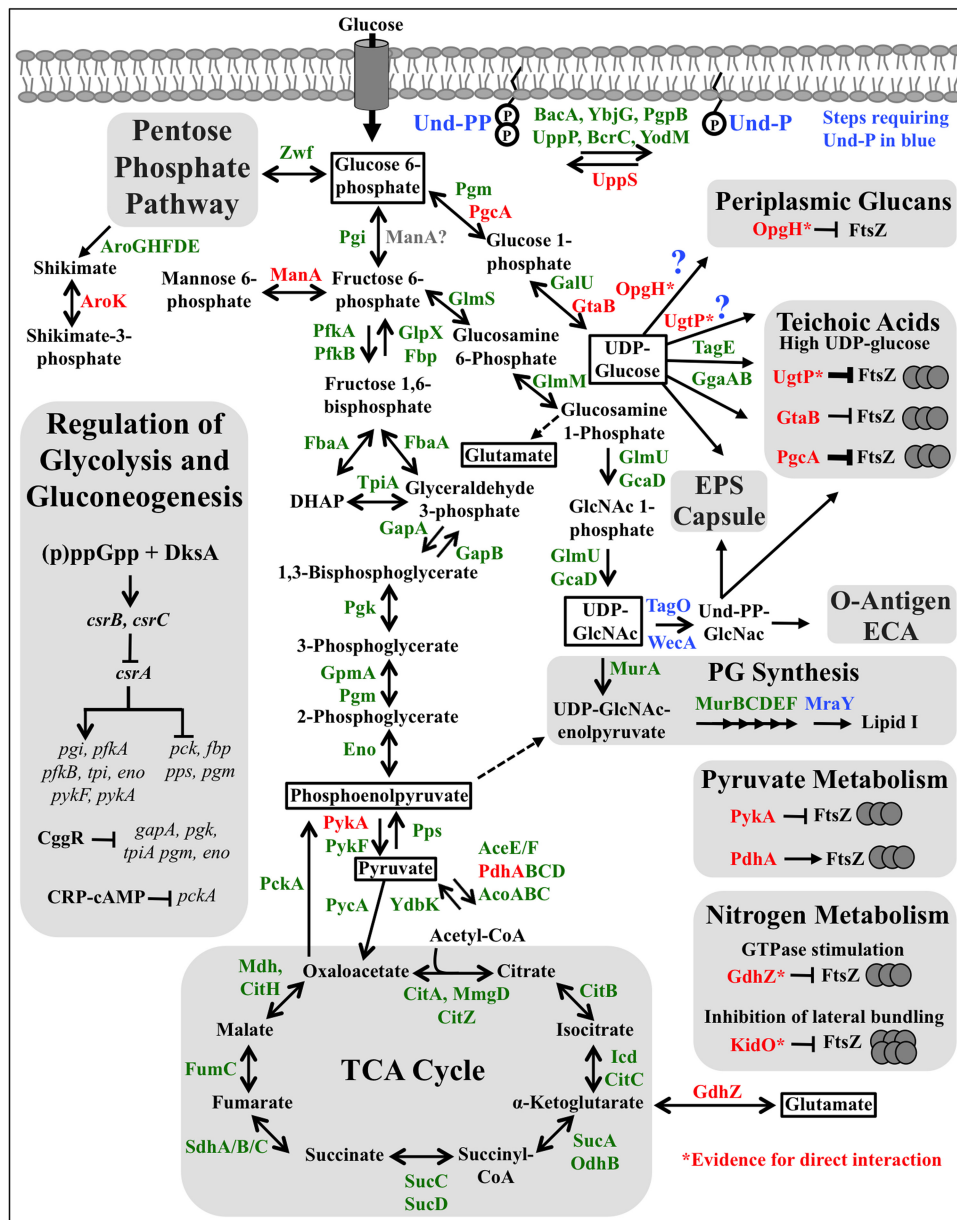 Glucose
Und-PP
P
P
BacA, YbjG, PgpB
UppP, BcrC, YodM
UppS
P
Und-P
Steps requiring
Und-P in blue
Pentose
Phosphate
Pathway
Zwf
Glucose 6-
phosphate
Pgm
PgcA
Periplasmic Glucans
OpgH* FtsZ
AroGHFDE
Shikimate
AroK
Shikimate-3-
phosphate
Pgi
ManA?
Glucose 1-
phosphate
Mannose 6-
phosphate
ManA
Fructose 6-
phosphate
GlmS
GalU
GtaB
OpgH*
?
UgtP*
?
TagE
GgaAB
UDP-
Glucose
Teichoic Acids
High UDP-glucose
UgtP* FtsZ
GtaB FtsZ
PgcA FtsZ
PfkA
PfkB
GlpX
Fbp
Glucosamine
6-Phosphate
GlmM
Fructose 1,6-
bisphosphate
Glucosamine
1-Phosphate
Glutamate
FbaA
FbaA
TpiA
DHAP
Glyceraldehyde
3-phosphate
GlmU
GcaD
GlcNAc 1-
phosphate
EPS
Capsule
GapA
GapB
1,3-Bisphosphoglycerate
GlmU
GcaD
Pgk
3-Phosphoglycerate
UDP-
GlcNAc
TagO
WecA
Und-PP-
GlcNac
O-Antigen
ECA
GpmA
Pgm
2-Phosphoglycerate
MurA
PG Synthesis
UDP-GlcNAc-
enolpyruvate
MurBCDEF
MraY
Lipid I
Eno
Phosphoenolpyruvate
Regulation of
Glycolysis and
Gluconeogenesis
(p)ppGpp + DksA
csrB, csrC
csrA
pgi, pfkA
pfkB, tpi, eno
pykF, pykA
pck, fbp
pps, pgm
CggR
gapA, pgk,
tpiA pgm, eno
CRP-cAMP pckA
PykA
PykF
Pps
Pyruvate
PckA
PycA
YdbK
AceE/F
PdhABCD
AcoABC
Pyruvate Metabolism
PykA FtsZ
PdhA FtsZ
Acetyl-CoA
Oxaloacetate
Citrate
Mdh,
CitH
CitA, MmgD
CitZ
CitB
Malate
Isocitrate
FumC
TCA Cycle
Icd
CitC
Fumarate
α-Ketoglutarate
GdhZ
Glutamate
SdhA/B/C
Succinate
Succinyl-
CoA
SucA
OdhB
SucC
SucD
Nitrogen Metabolism
GTPase stimulation
GdhZ* FtsZ
Inhibition of lateral bundling
KidO* FtsZ
*Evidence for direct interaction